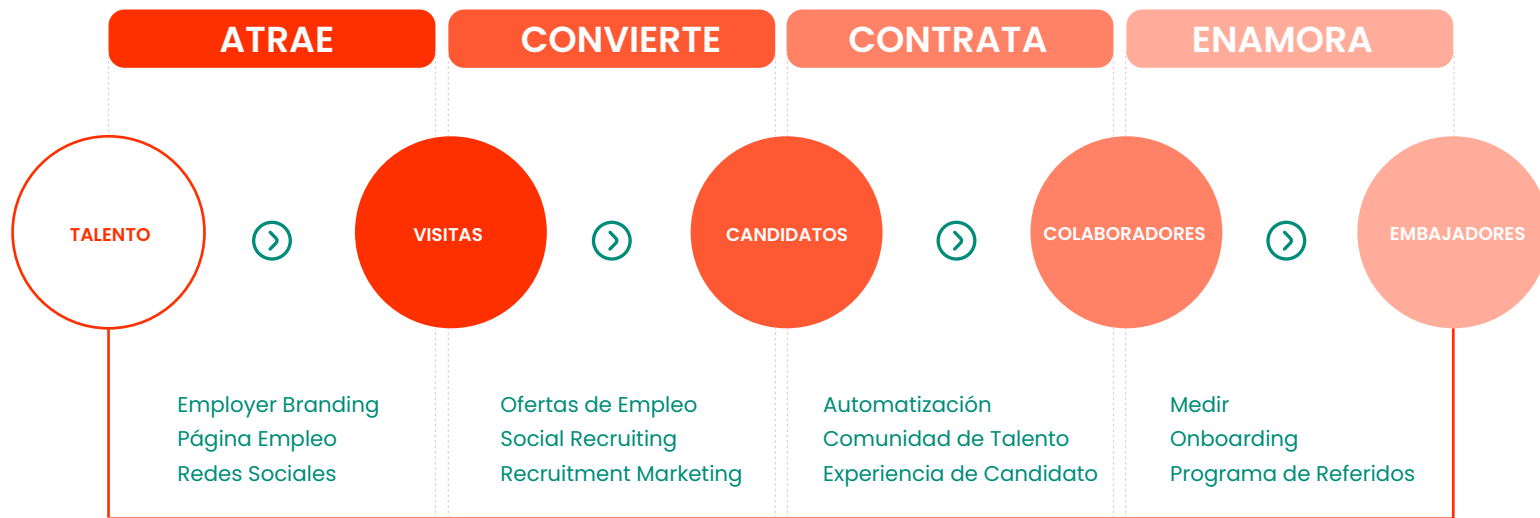 ATRAE
CONVIERTE
CONTRATA
ENAMORA
TALENTO
VISITAS
CANDIDATOS
COLABORADORES
EMBAJADORES
Employer Branding
Página Empleo
Redes Sociales
Ofertas de Empleo
Social Recruiting
Recruitment Marketing
Automatización
Comunidad de Talento
Experiencia de Candidato
Medir
Onboarding
Programa de Referidos